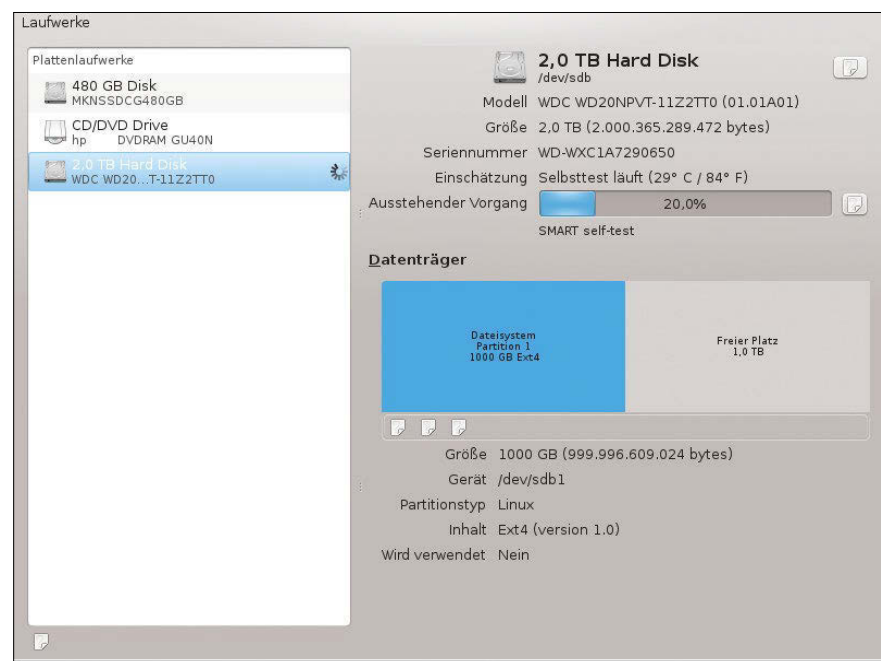 Laufwerke
Plattenlaufwerke
480 GB Disk
MKNSSDCG480GB
CD/DVD Drive
hp DVDRAM GU40N
2,0 TB Hard Disk
WDC WD20...T-11Z2TT0
2,0 TB Hard Disk
/dev/sdb
Modell WDC WD20NPVT-11Z2TT0 (01.01A01)
Größe 2,0 TB (2.000.365.289.472 bytes)
Seriennummer WD-WXC1A7290650
Einschätzung Selbsttest läuft (29° C / 84° F)
Ausstehender Vorgang 20,0%
SMART self-test
Datenträger
Dateisystem
Partition 1
1000 GB Ext4
Freier Platz
1,0 TB
Größe 1000 GB (999.996.609.024 bytes)
Gerät /dev/sdb1
Partitionstyp Linux
Inhalt Ext4 (version 1.0)
Wird verwendet Nein